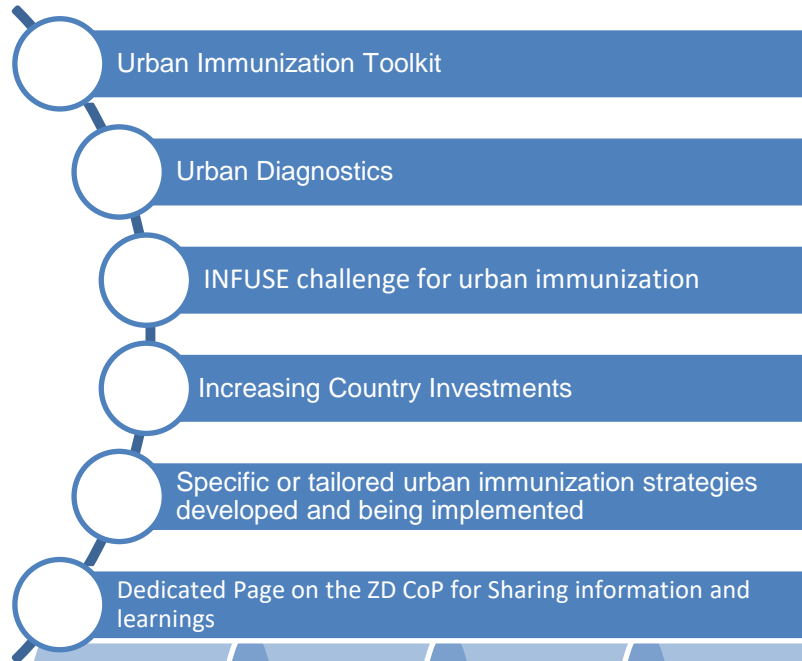 Urban Immunization Toolkit
Urban Diagnostics
INFUSE challenge for urban immunization
Increasing Country Investments
Specific or tailored urban immunization strategies
developed and being implemented
Dedicated Page on the ZD CoP for Sharing information and
learnings